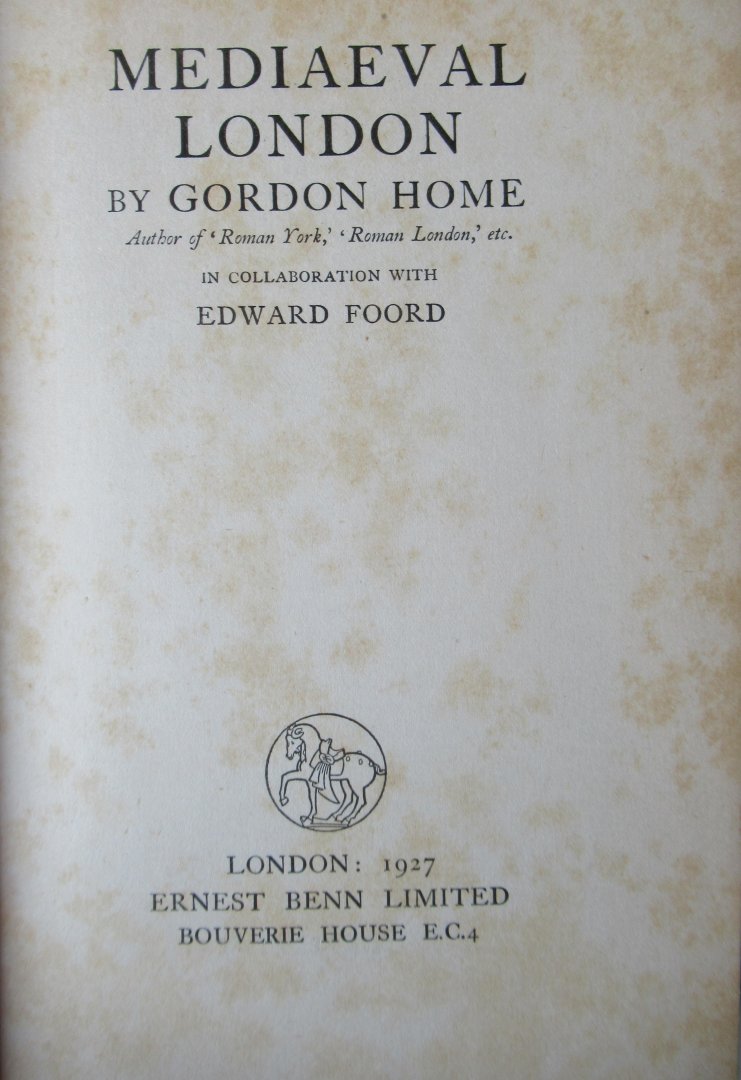 MEDIAEVAL
LONDON
BY GORDON HOME
Author of ‘Roman York,’ ‘Roman London,’ etc.
IN COLLABORATION WITH
EDWARD FOORD
LONDON: 1927
ERNEST BENN LIMITED
BOUVERIE HOUSE E.C.4